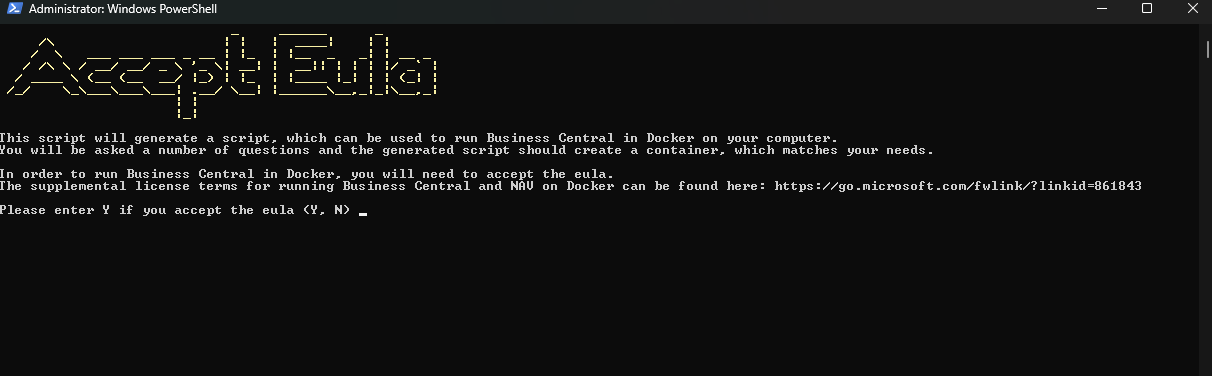 Administrator: Windows PowerShell
Accept Eula
This script will generate a script, which can be used to run Business Central in Docker on your computer.
You will be asked a number of questions and the generated script should create a container, which matches your needs.
In order to run Business Central in Docker, you will need to accept the eula.
The supplemental license terms for running Business Central and NAV on Docker can be found here: https://go.microsoft.com/fwlink/?linkid=861843
Please enter Y if you accept the eula (Y, N)